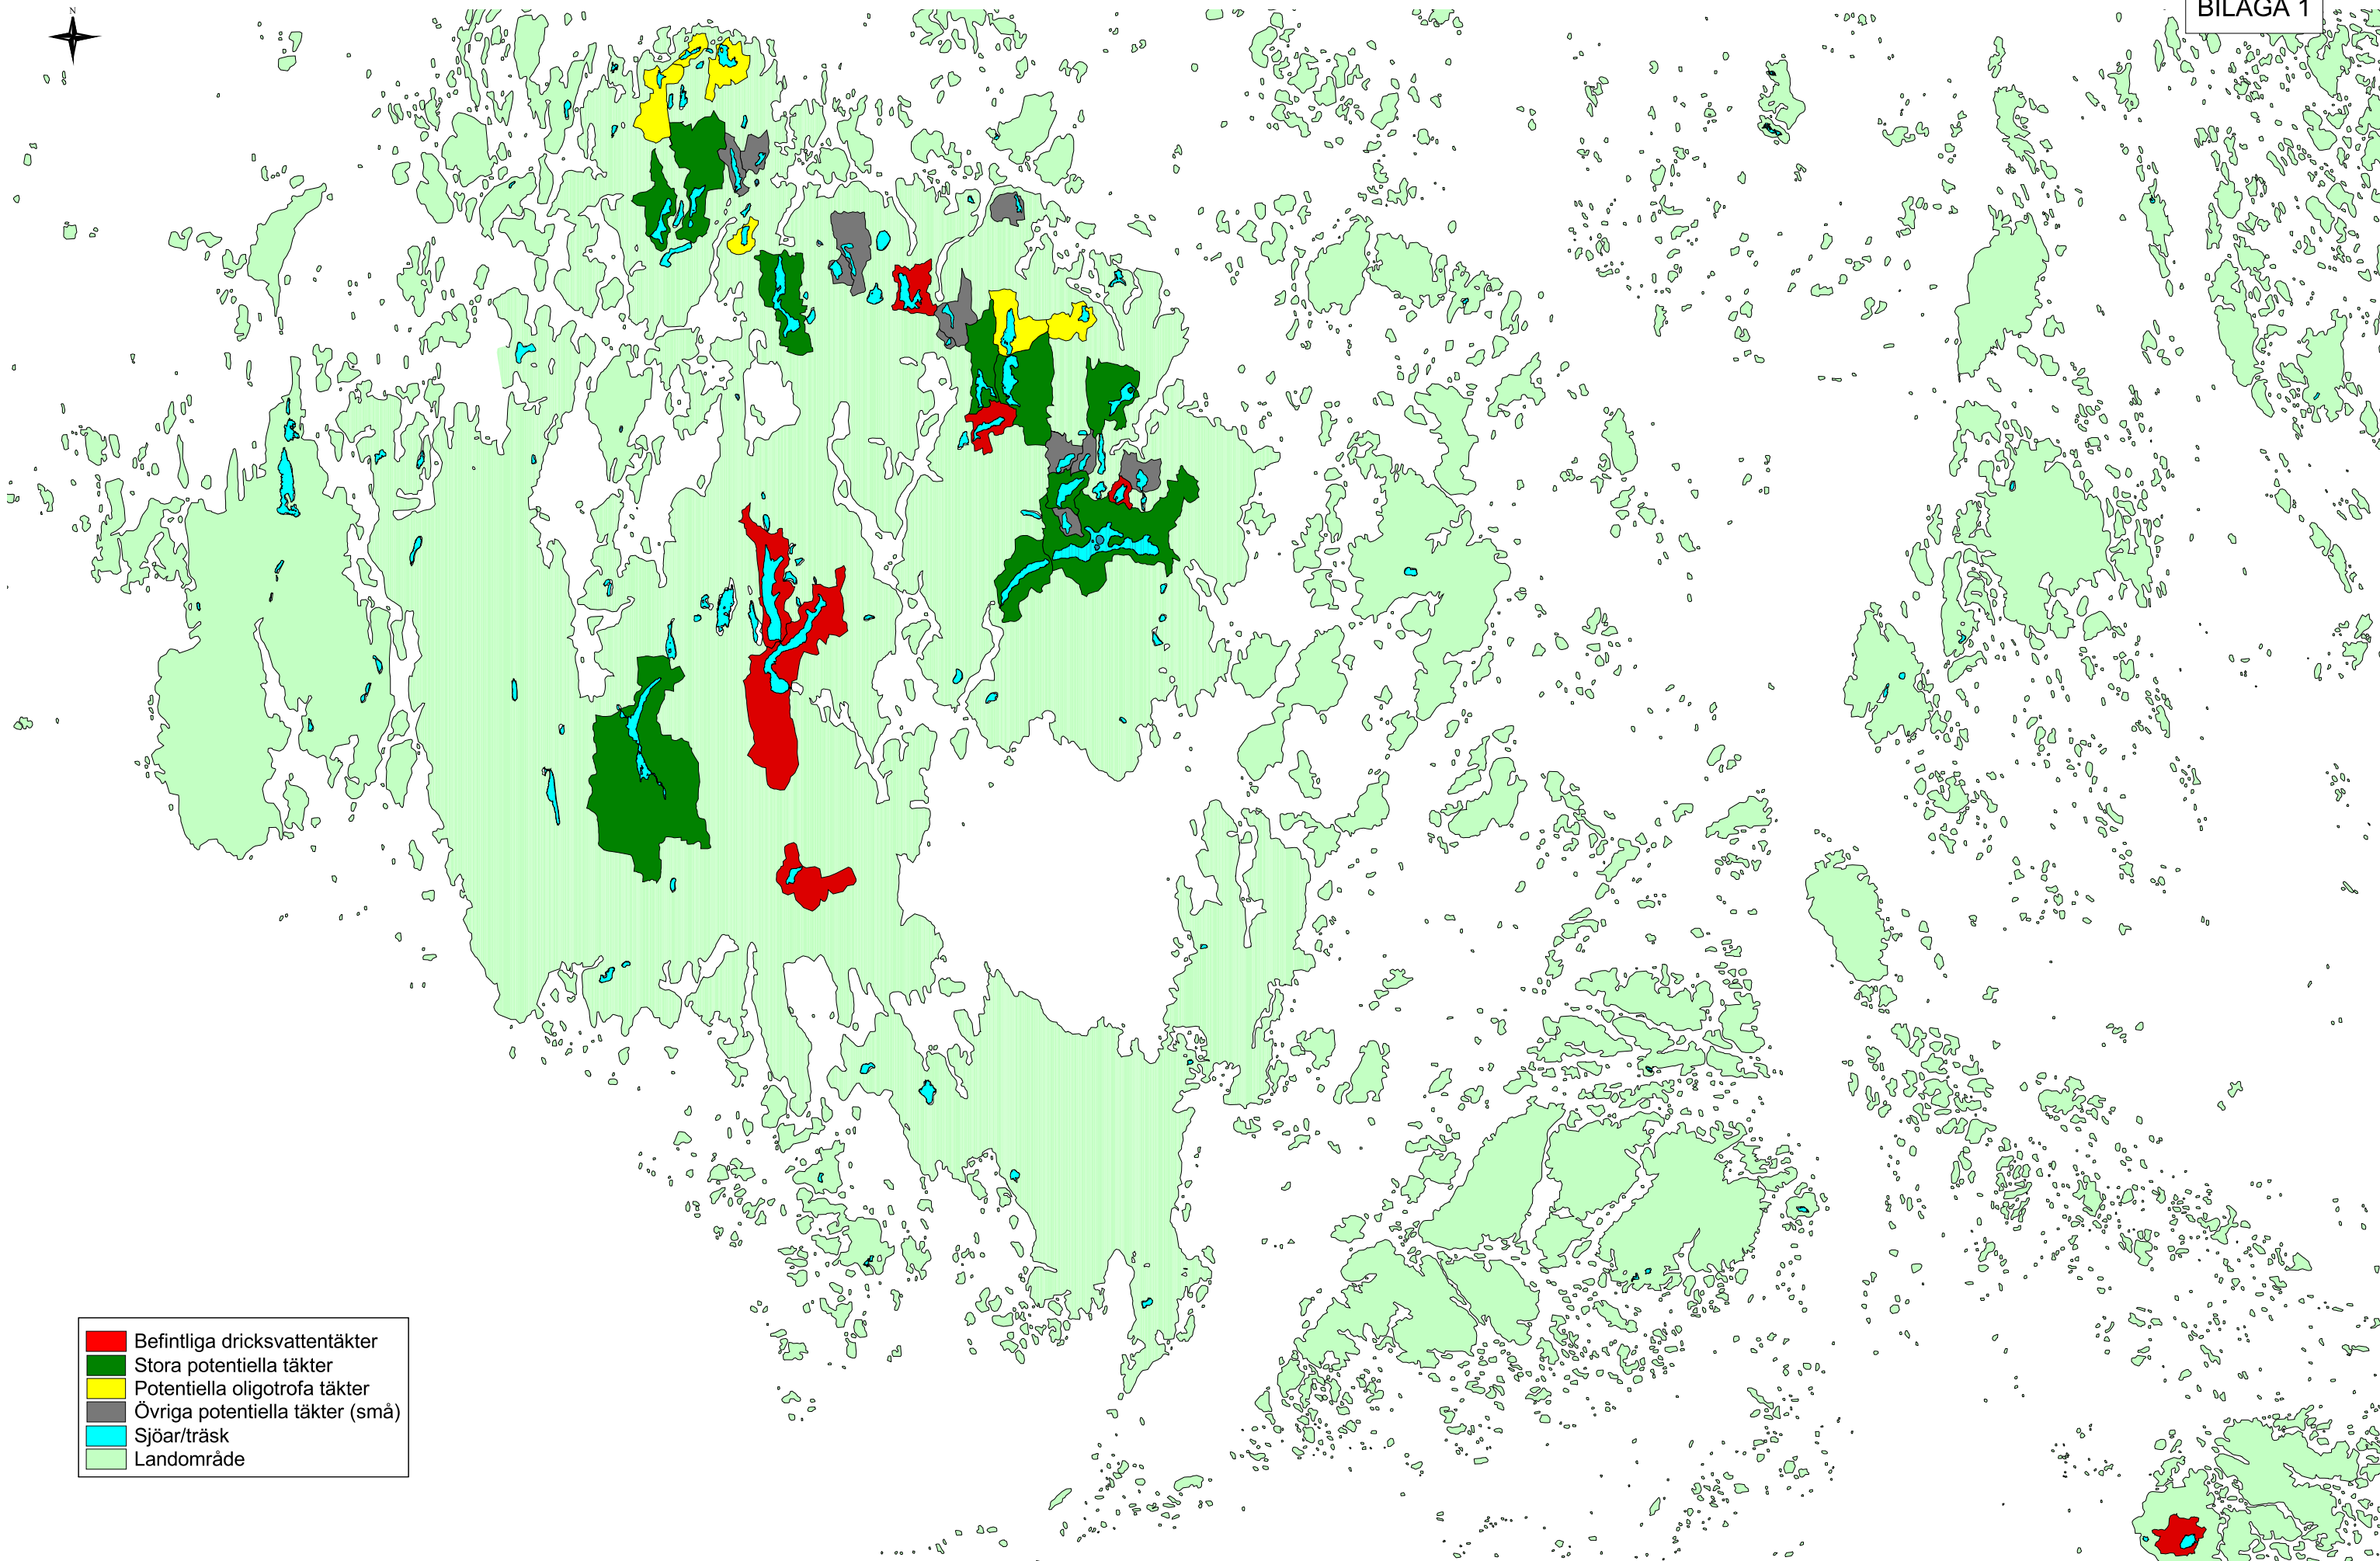 N
BILAGA 1
Befintliga dricksvattentäkter
Stora potentiella täkter
Potentiella oligotrofa täkter
Övriga potentiella täkter (små)
Sjöar/träsk
Landområde